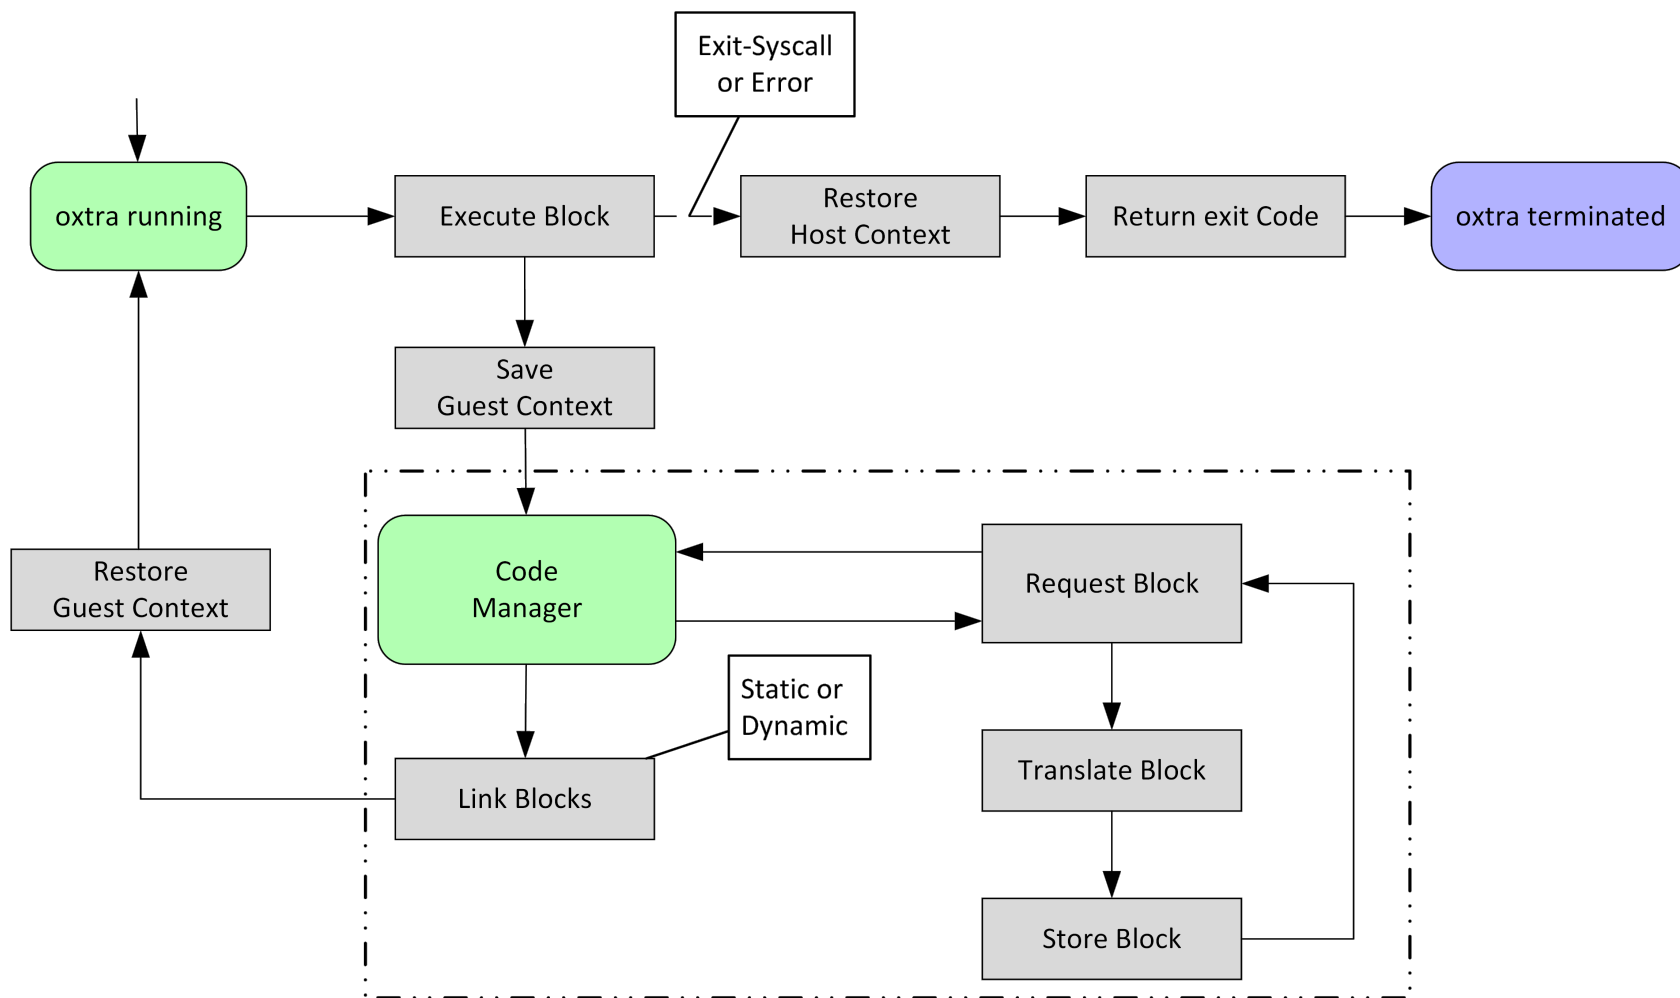 Exit-Syscall
or Error
oxtra running
Execute Block
Restore
Host Context
Return exit Code
oxtra terminated
Save
Guest Context
Restore
Guest Context
Code
Manager
Request Block
Static or
Dynamic
Translate Block
Link Blocks
Store Block